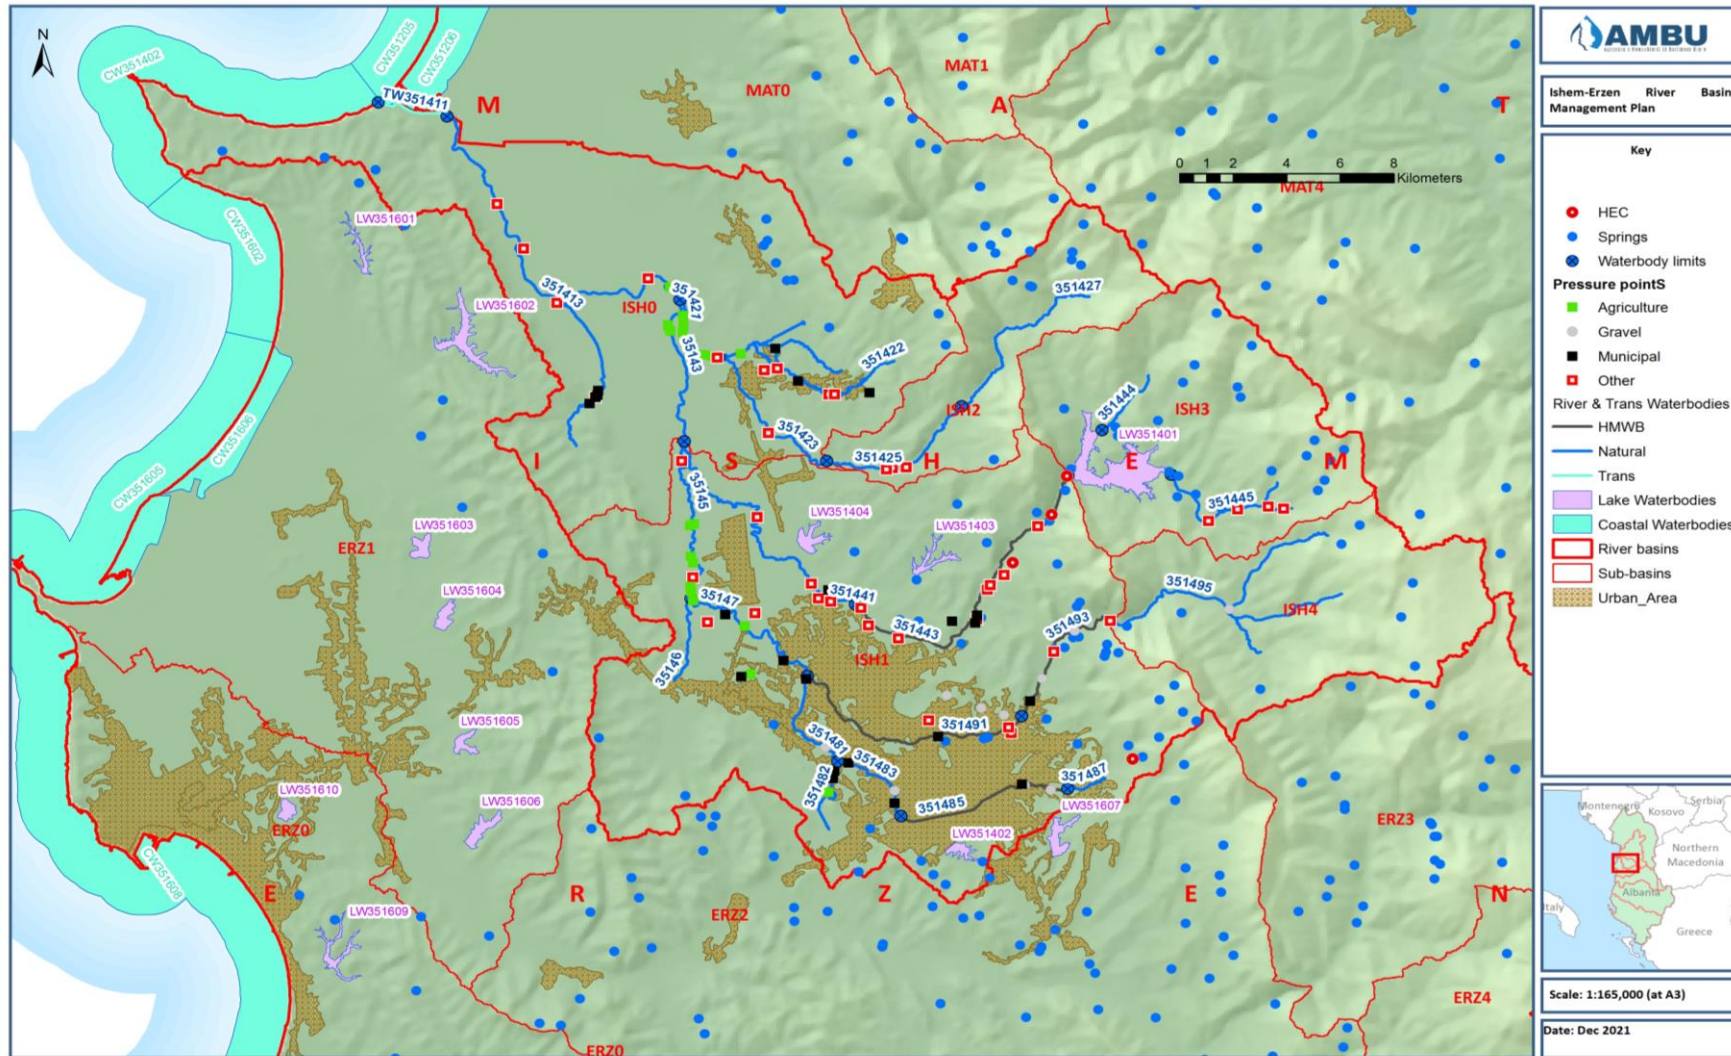 N
CW351402
CW351205
CW351206
TW351411
M
MAT0
MAT1
A
T
MAT4
0 1 2 4 6 8
Kilometers
LW351601
CW351602
LW351602
351413
ISH0
351421
351427
35143
351422
351444
ISH3
ISH2
LW351401
351423
351425
I
S
H
E
M
CW351606
CW351605
35145
351445
LW351404
LW351403
LW351603
ERZ1
LW351604
35147
351441
351443
351495
ISH4
351493
ISH1
35146
LW351605
351491
351481
351483
351482
351487
351485
LW351610
ERZ0
LW351606
LW351607
LW351402
ERZ3
CW351608
E
R
Z
E
N
LW351609
ERZ2
ERZ4
ERZ0
AMBU
Ishem-Erzen River Basin
Management Plan
Key
HEC
Springs
Waterbody limits
Pressure pointS
Agriculture
Gravel
Municipal
Other
River & Trans Waterbodies
HMWB
Natural
Trans
Lake Waterbodies
Coastal Waterbodies
River basins
Sub-basins
Urban_Area
Montenegro
Kosovo
Serbia
Northern
Macedonia
Albania
Italy
Greece
Scale: 1:165,000 (at A3)
Date: Dec 2021